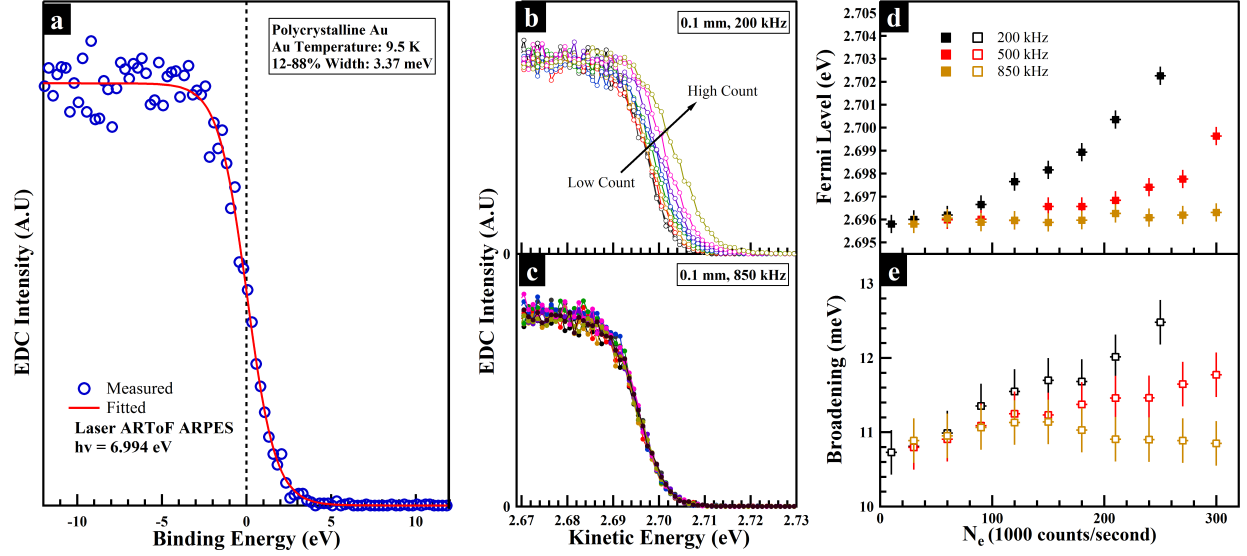 a
Polycrystalline Au
Au Temperature: 9.5 K
12-88% Width: 3.37 meV
EDC Intensity (A.U)
Measured
Fitted
Laser ARToF ARPES
hν = 6.994 eV
-10 -5 0 5 10
Binding Energy (eV)
b
0.1 mm, 200 kHz
High Count
Low Count
0
EDC Intensity (A.U)
c
0.1 mm, 850 kHz
0
2.67 2.68 2.69 2.70 2.71 2.72 2.73
Kinetic Energy (eV)
d
200 kHz
500 kHz
850 kHz
2.705
2.704
2.703
2.702
2.701
2.700
2.698
2.697
2.696
2.695
Fermi Level (eV)
e
13
12
11
10
Broadening (meV)
0 100 200 300
Ne (1000 counts/second)